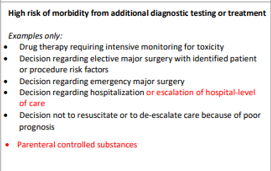 High risk of morbidity from additional diagnostic testing or treatment
Examples only:
• Drug therapy requiring intensive monitoring for toxicity
• Decision regarding elective major surgery with identified patient
or procedure risk factors
• Decision regarding emergency major surgery
• Decision regarding hospitalization or escalation of hospital-level
of care
• Decision not to resuscitate or to de-escalate care because of poor
prognosis
• Parenteral controlled substances